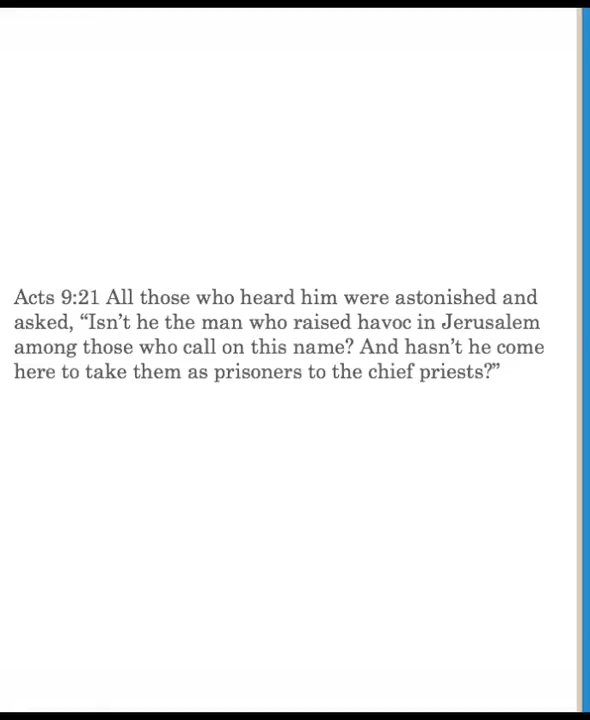 Acts 9:21 All those who heard him were astonished and
asked, “Isn’t he the man who raised havoc in Jerusalem
among those who call on this name? And hasn’t he come
here to take them as prisoners to the chief priests?”